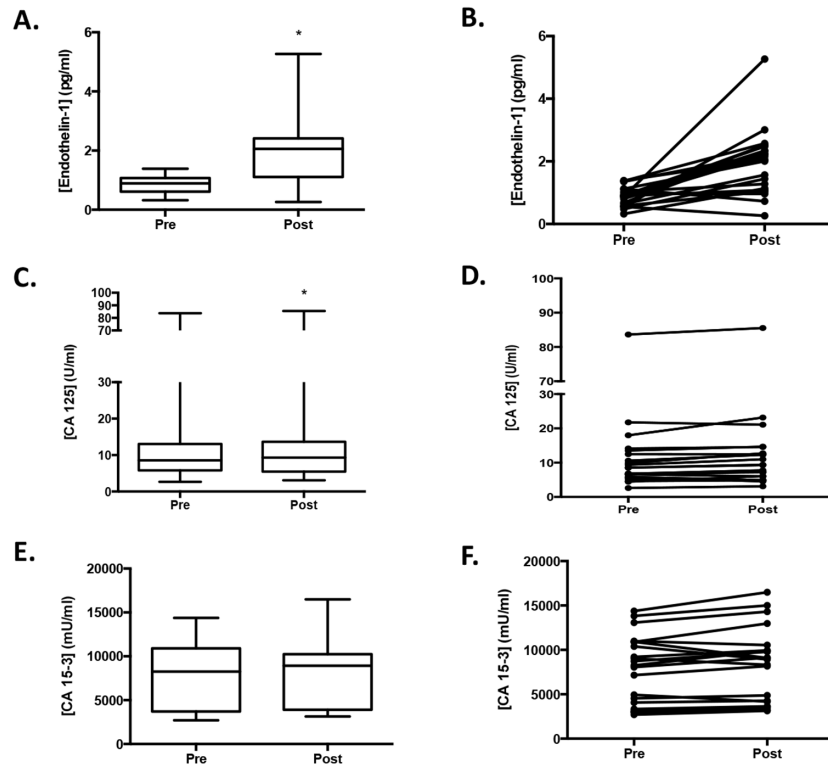 A.
[Endothelin-1] (pg/ml)
6
4
2
0
*
Pre Post
B.
[Endothelin-1] (pg/ml)
6
4
2
0
Pre Post
C.
[CA 125] (U/ml)
100
90
80
70
30
20
10
0
*
Pre Post
D.
[CA 125] (U/ml)
100
90
80
70
30
20
10
0
Pre Post
E.
[CA 15-3] (mU/ml)
20000
15000
10000
5000
0
Pre Post
F.
[CA 15-3] (mU/ml)
20000
15000
10000
5000
0
Pre Post